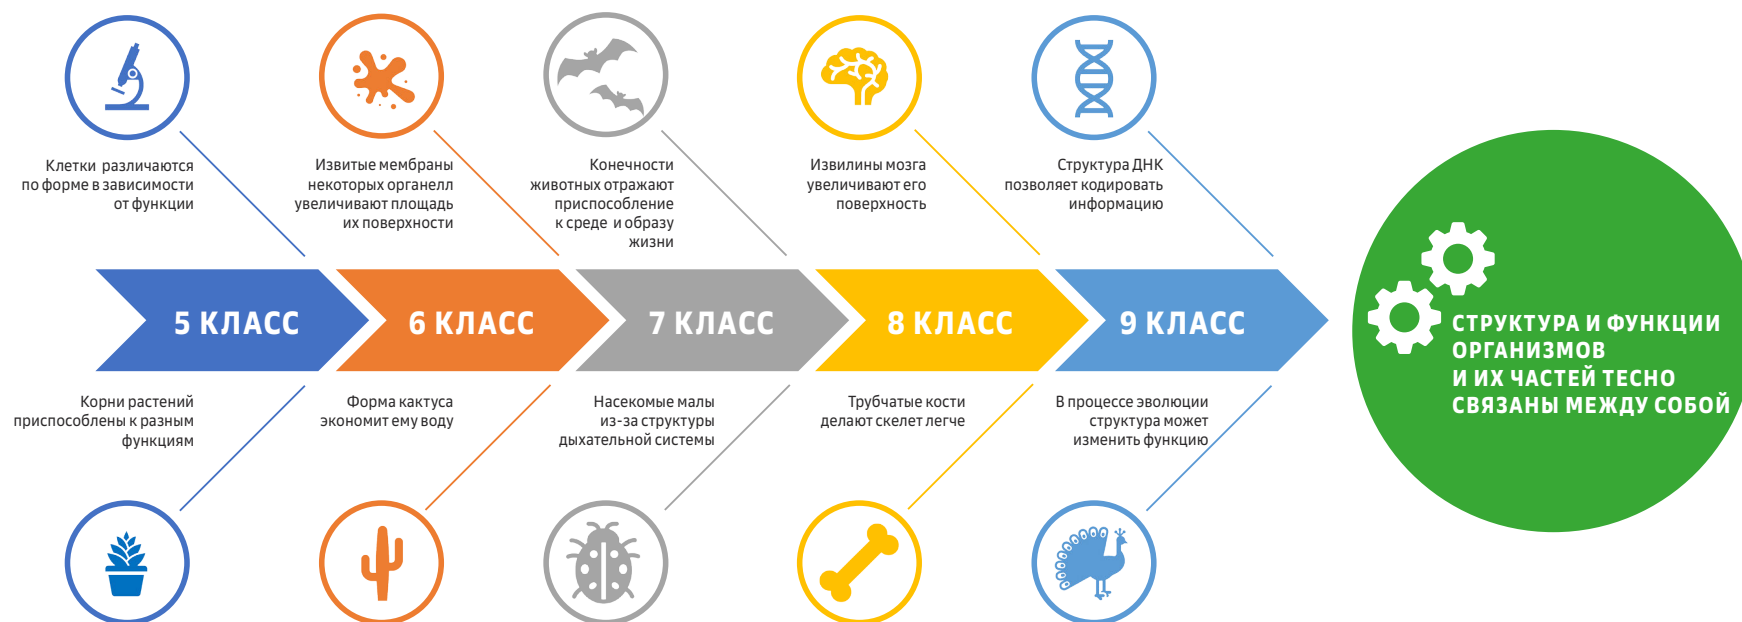 Клетки различаются
по форме в зависимости
от функции
Извитые мембраны
некоторых органелл
увеличивают площадь
их поверхности
Конечности
животных отражают
приспособление
к среде и образу
жизни
Извилины мозга
увеличивают его
поверхность
Структура ДНК
позволяет кодировать
информацию
5 КЛАСС
6 КЛАСС
7 КЛАСС
8 КЛАСС
9 КЛАСС
СТРУКТУРА И ФУНКЦИИ
ОРГАНИЗМОВ
И ИХ ЧАСТЕЙ ТЕСНО
СВЯЗАНЫ МЕЖДУ СОБОЙ
Корни растений
приспособлены к разным
функциям
Форма кактуса
экономит ему воду
Насекомые малы
из-за структуры
дыхательной системы
Трубчатые кости
делают скелет легче
В процессе эволюции
структура может
изменить функцию